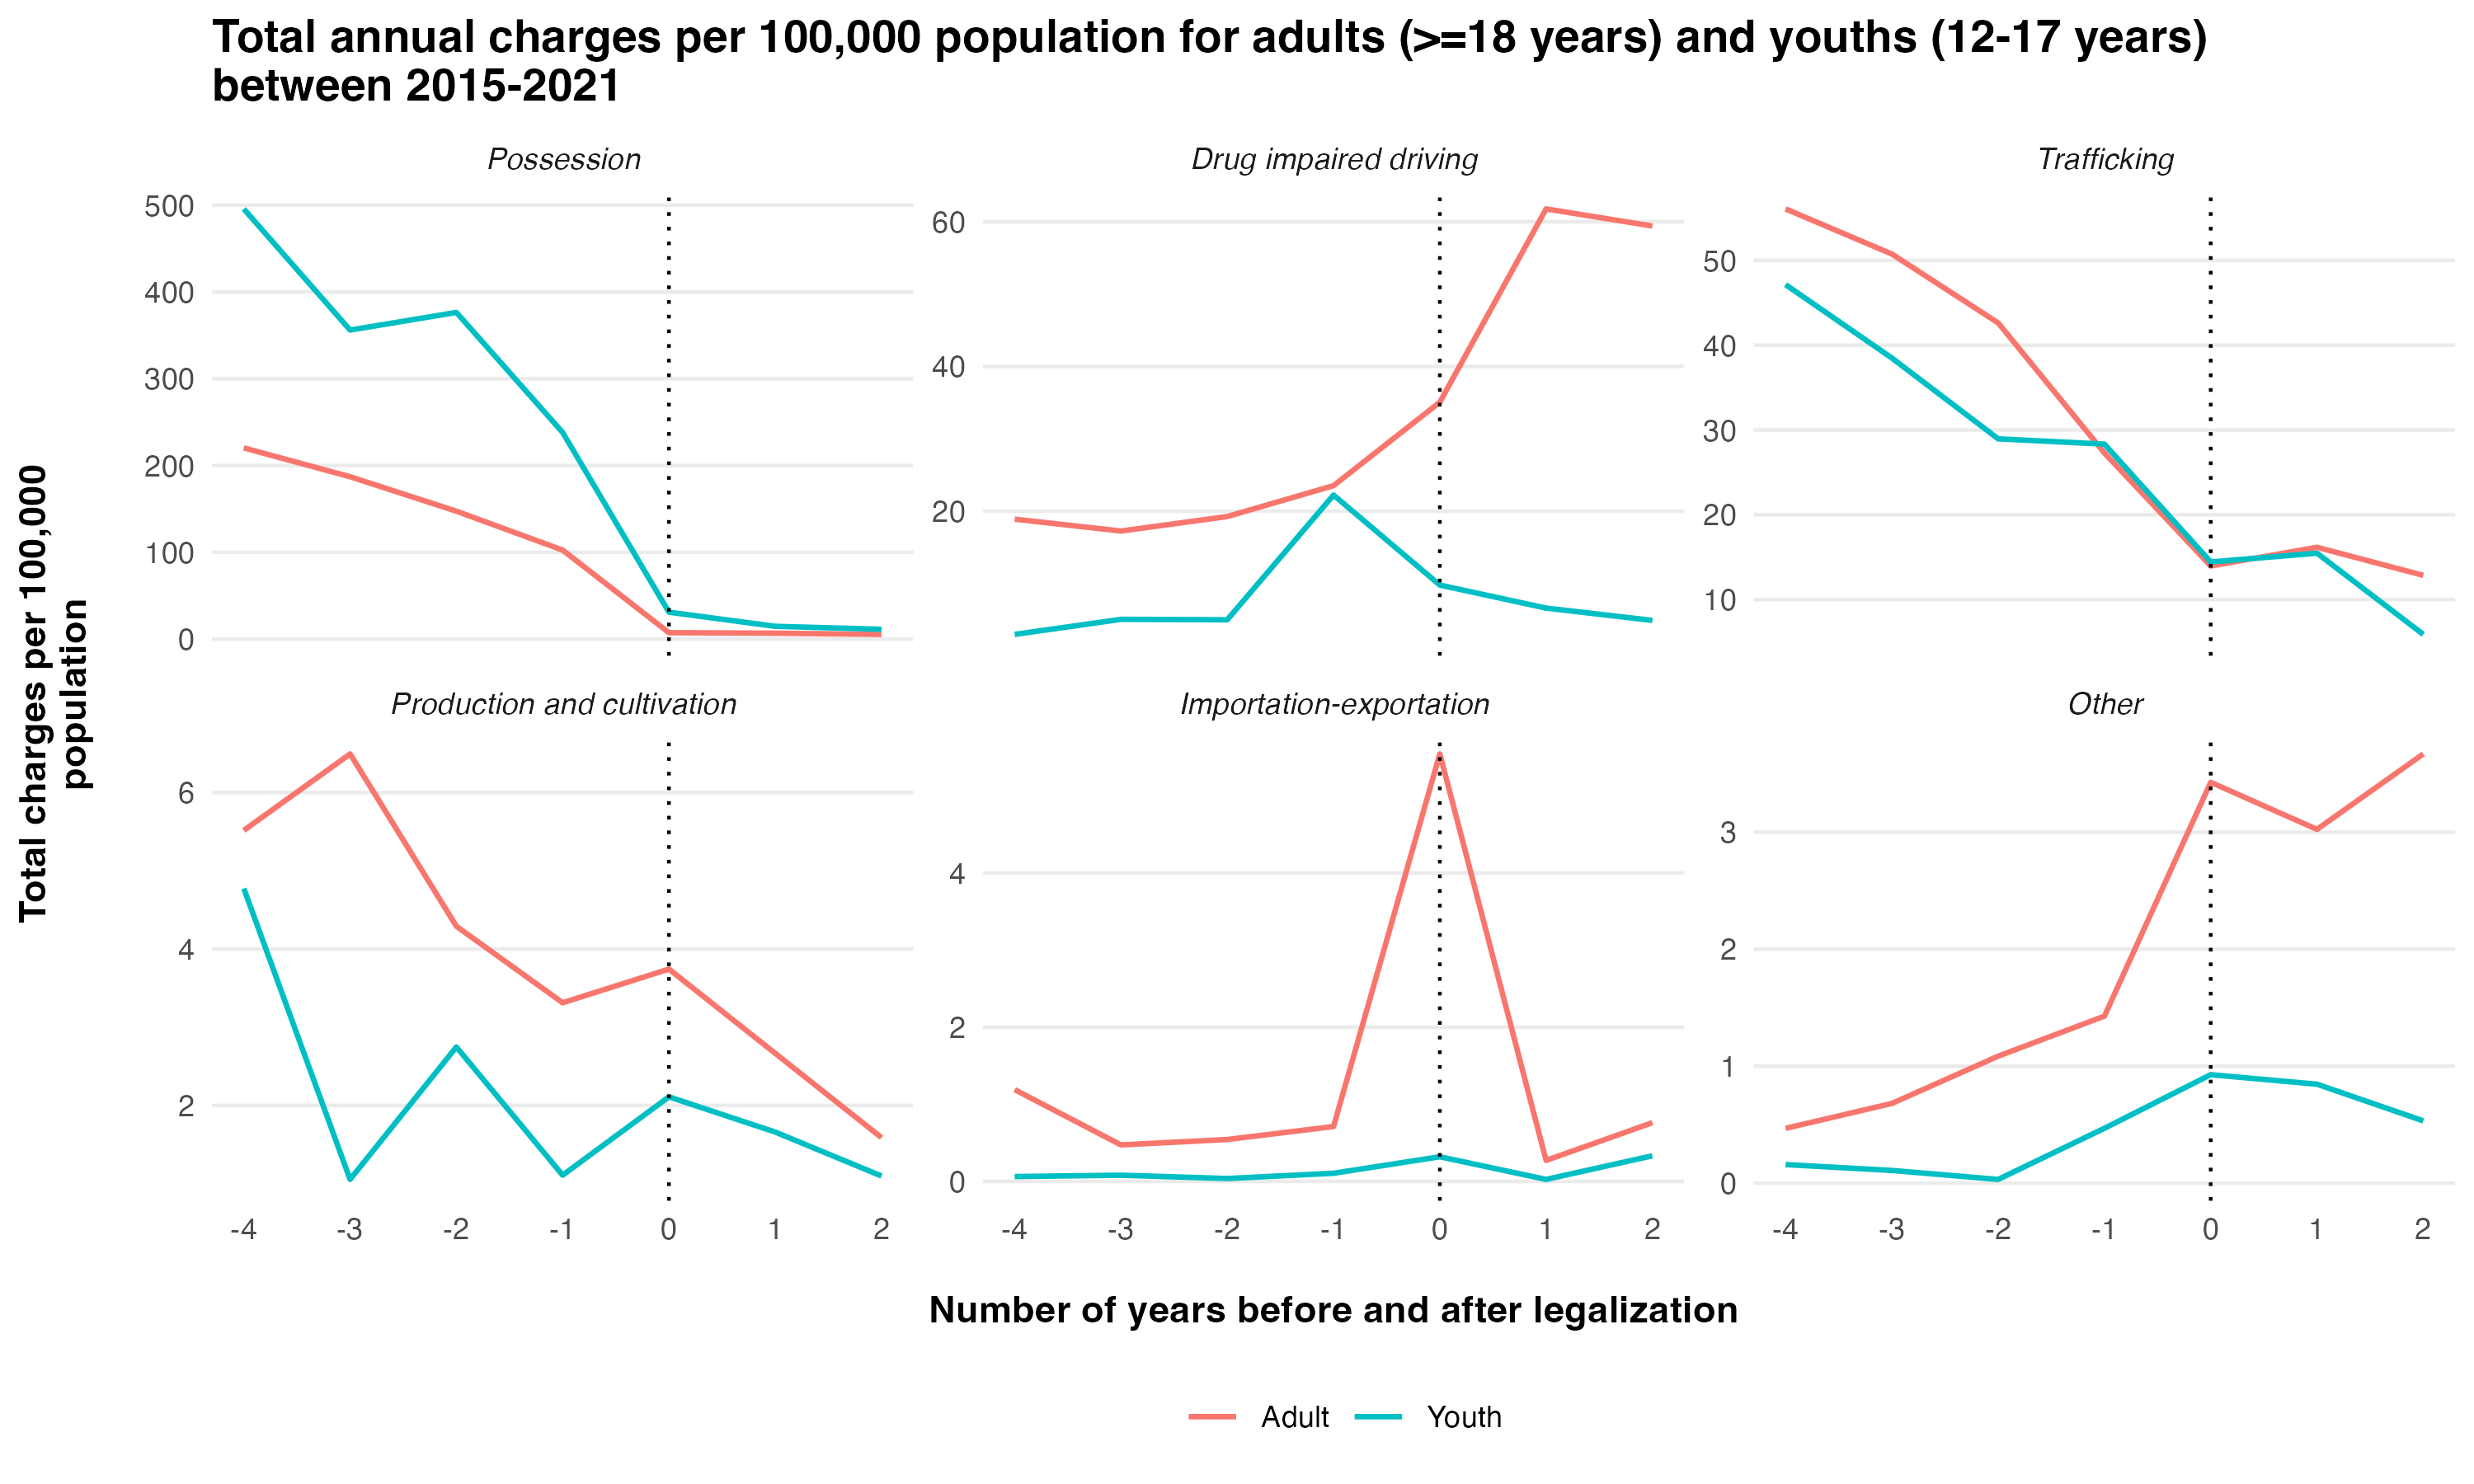 Total annual charges per 100,000 population for adults (>=18 years) and youths (12-17 years)
between 2015-2021
Total charges per 100,000
population
Possession
500
400
300
200
100
0
Drug impaired driving
60
40
20
Trafficking
50
40
30
20
10
Production and cultivation
6
4
2
-4 -3 -2 -1 0 1 2
Importation-exportation
4
2
0
-4 -3 -2 -1 0 1 2
Other
3
2
1
0
-4 -3 -2 -1 0 1 2
Number of years before and after legalization
Adult Youth